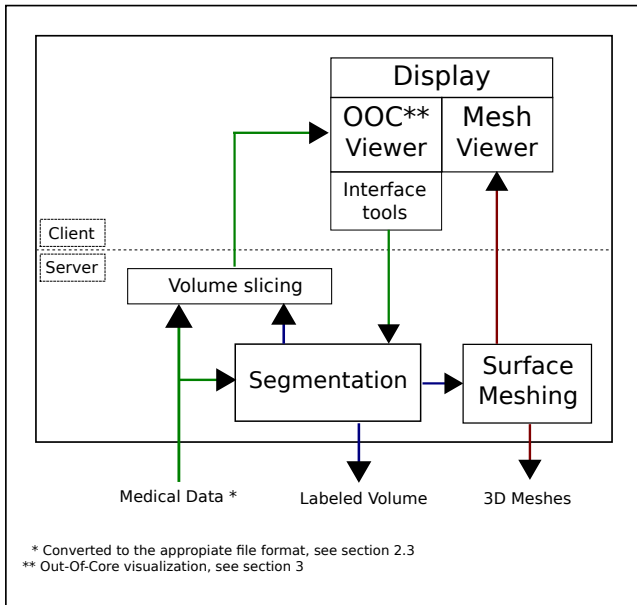 Display
OOC**
Viewer
Mesh
Viewer
Interface
tools
Client
Server
Volume slicing
Segmentation
Surface
Meshing
Medical Data *
Labeled Volume
3D Meshes
* Converted to the appropiate file format, see section 2.3
** Out-Of-Core visualization, see section 3